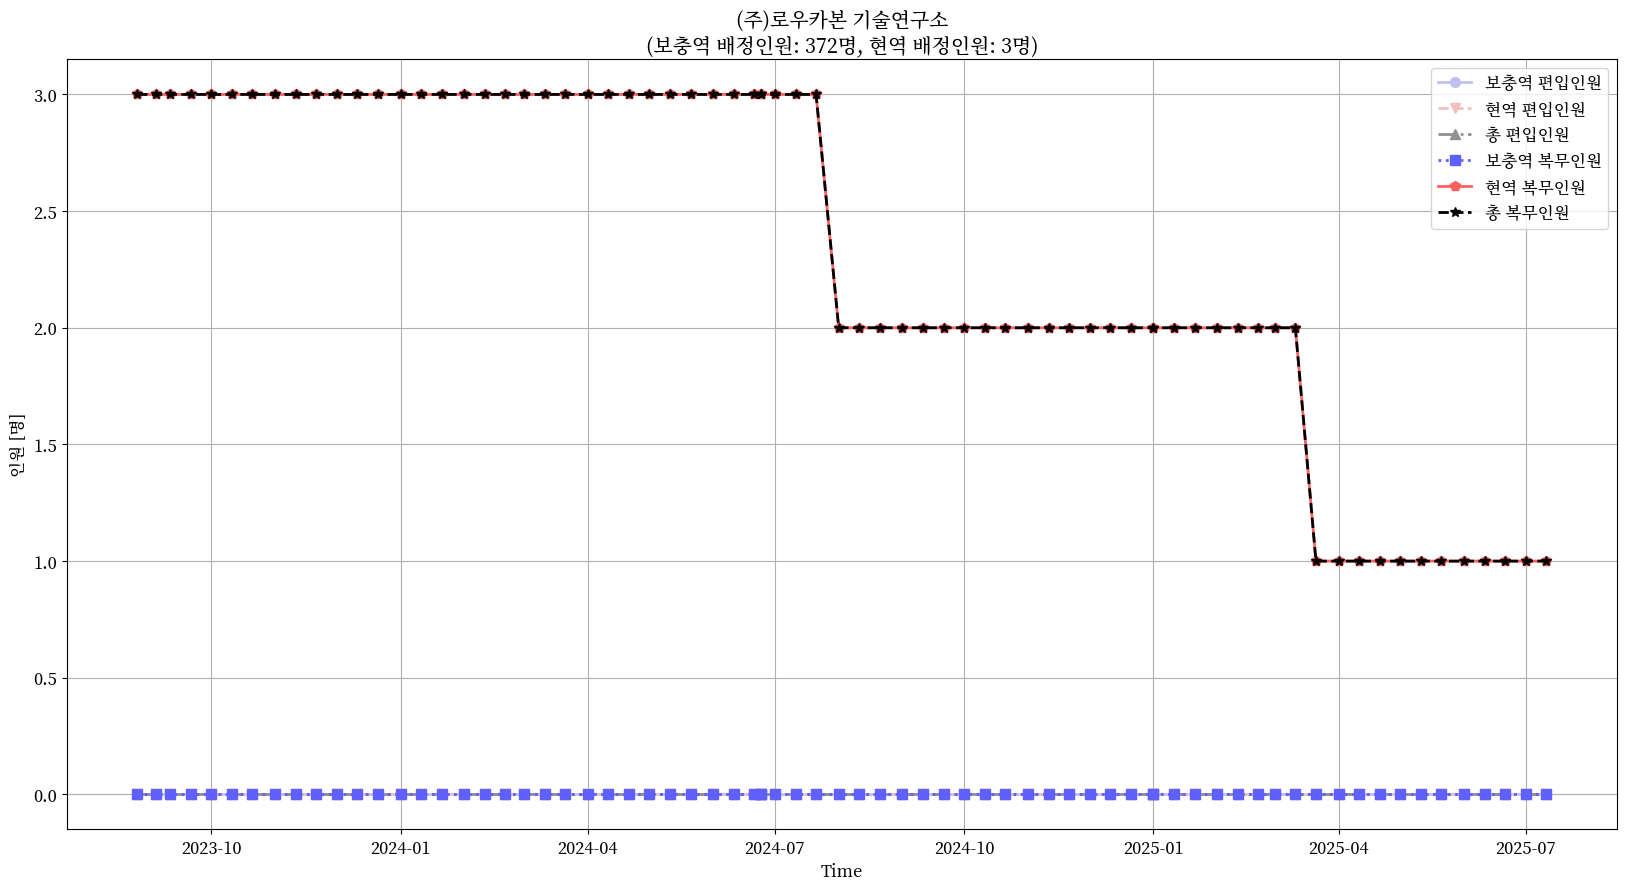 (주)로우카본 기술연구소
(보충역 배정인원: 372명, 현역 배정인원: 3명)
보충역 편입인원
현역 편입인원
총 편입인원
보충역 복무인원
현역 복무인원
총 복무인원
인원 [명]
3.0
2.5
2.0
1.5
1.0
0.5
0.0
2023-10 2024-01 2024-04 2024-07 2024-10 2025-01 2025-04 2025-07
Time